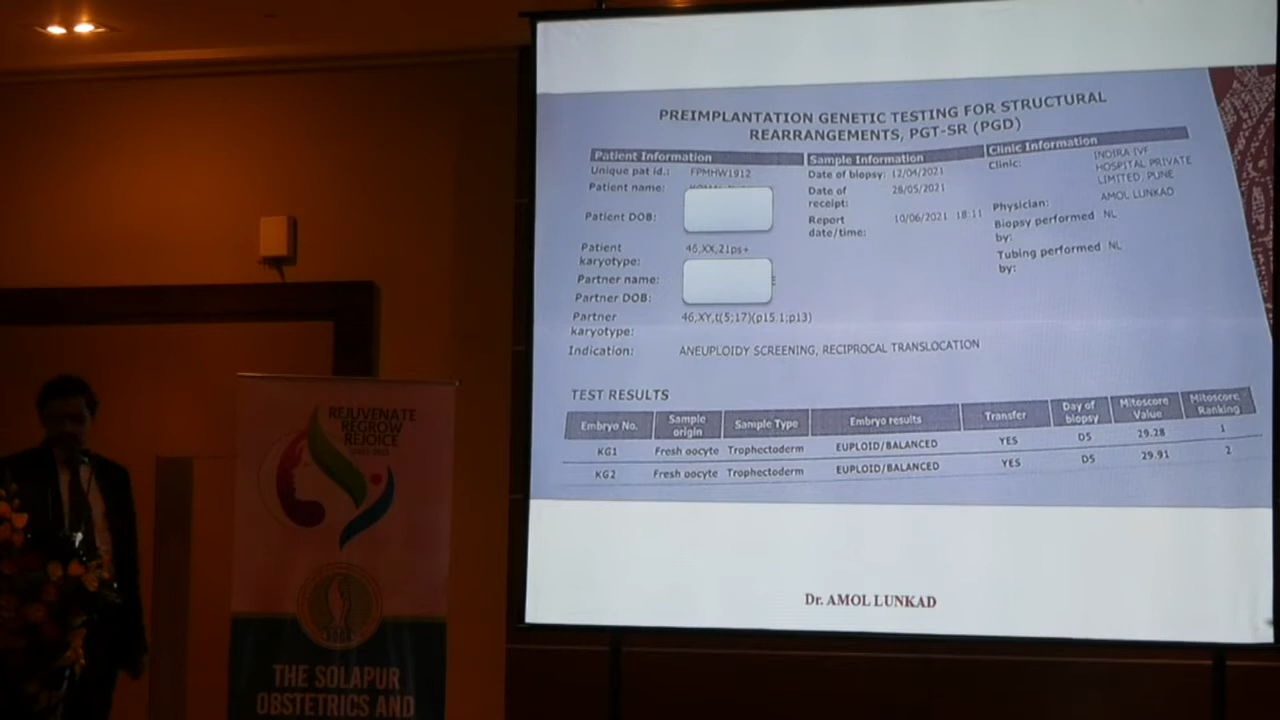 PREIMPLANTATION GENETIC TESTING FOR STRUCTURAL
REARRANGEMENTS, PGT-SR (PGD)
Patient Information
Unique pat id.: FPMHW1912
Patient name:
Patient DOB:
Patient karyotype: 46,XX,21ps+
Partner name:
Partner DOB:
Partner karyotype: 46,XY,t(5;17)(p15.1;p13)
Indication: ANEUPLOIDY SCREENING, RECIPROCAL TRANSLOCATION
Sample Information
Date of biopsy: 12/04/2021
Date of receipt: 28/05/2021
Report date/time: 10/06/2021 18:11
Clinic Information
Clinic: INDIRA IVF
HOSPITAL PRIVATE
LIMITED, PUNE
Physician: AMOL LUNKAD
Biopsy performed by: NL
Tubing performed by: NL
TEST RESULTS
Embryo No. Sample origin Sample Type Embryo results Transfer Day of biopsy Mitoscore Value Mitoscore Ranking
KG1 Fresh oocyte Trophectoderm EUPLOID/BALANCED YES D5 29.28 1
KG2 Fresh oocyte Trophectoderm EUPLOID/BALANCED YES D5 29.91 2
Dr. AMOL LUNKAD
REJUVENATE
REGROW
REJOICE
THE SOLAPUR
OBSTETRICS AND